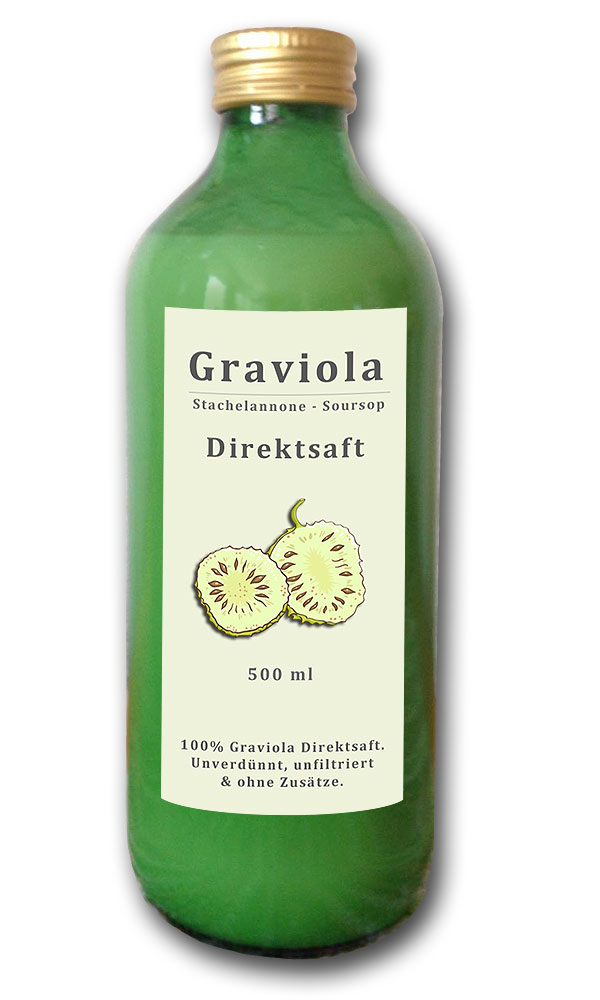 Graviola
Stachelannone - Soursop
Direktsaft
500 ml
100% Graviola Direktsaft.
Unverdünnt, unfiltriert
& ohne Zusätze.